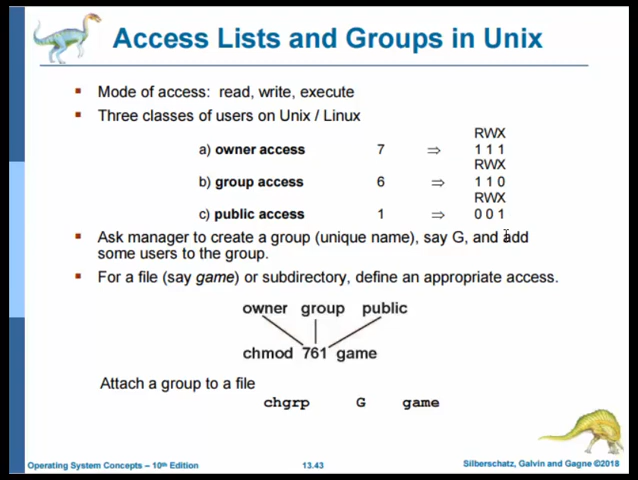 Access Lists and Groups in Unix
Mode of access: read, write, execute
Three classes of users on Unix / Linux
RWX
a) owner access 7 ⇒ 1 1 1
RWX
b) group access 6 ⇒ 1 1 0
RWX
c) public access 1 ⇒ 0 0 1
Ask manager to create a group (unique name), say G, and add
some users to the group.
For a file (say game) or subdirectory, define an appropriate access.
owner group public
chmod 761 game
Attach a group to a file
chgrp G game
Operating System Concepts – 10th Edition 13.43 Silberschatz, Galvin and Gagne ©2018